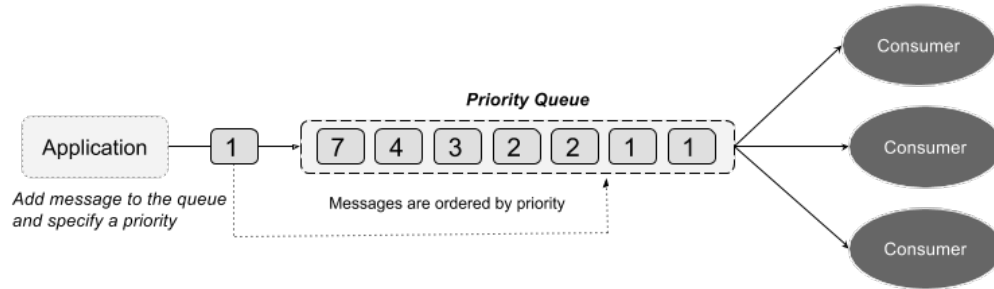 Consumer
Priority Queue
Application
1
7 4 3 2 2 1 1
Consumer
Add message to the queue
and specify a priority
Messages are ordered by priority
Consumer